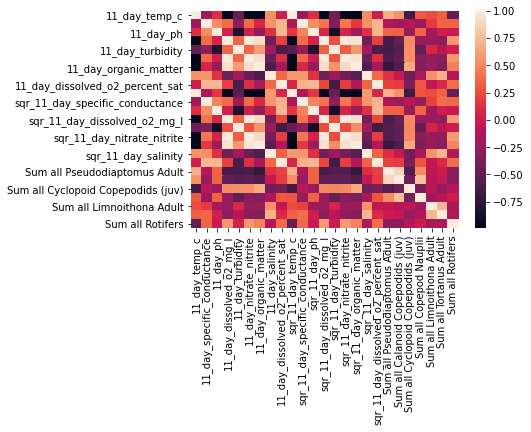 11_day_temp_c
11_day_ph
11_day_turbidity
11_day_organic_matter
11_day_dissolved_o2_percent_sat
sqr_11_day_specific_conductance
sqr_11_day_dissolved_o2_mg_l
sqr_11_day_nitrate_nitrite
sqr_11_day_salinity
Sum all Pseudodiaptomus Adult
Sum all Cyclopoid Copepodids (juv)
Sum all Limnoithona Adult
Sum all Rotifers
11_day_temp_c
11_day_specific_conductance
11_day_ph
11_day_dissolved_o2_mg_l
11_day_turbidity
11_day_nitrate_nitrite
11_day_organic_matter
11_day_salinity
11_day_dissolved_o2_percent_sat
sqr_11_day_temp_c
sqr_11_day_specific_conductance
sqr_11_day_ph
sqr_11_day_dissolved_o2_mg_l
sqr_11_day_turbidity
sqr_11_day_nitrate_nitrite
sqr_11_day_organic_matter
sqr_11_day_salinity
sqr_11_day_dissolved_o2_percent_sat
Sum all Pseudodiaptomus Adult
Sum all Calanoid Copepodids (juv)
Sum all Cyclopoid Copepodids (juv)
Sum all Copepod Nauplii
Sum all Limnoithona Adult
Sum all Tortanus Adult
Sum all Rotifers
1.00
0.75
0.50
0.25
0.00
−0.25
−0.50
−0.75